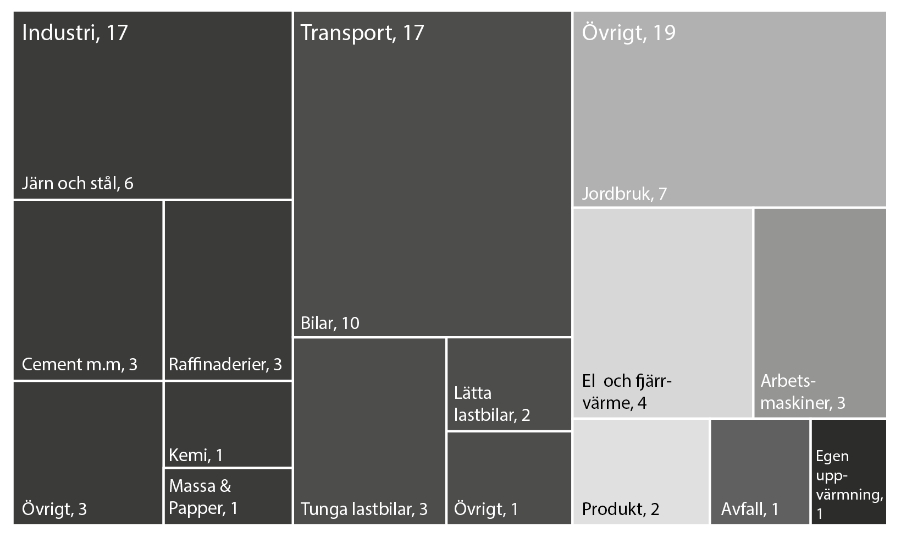 Industri, 17
Järn och stål, 6
Cement m.m, 3
Raffinaderier, 3
Övrigt, 3
Kemi, 1
Massa &
Papper, 1
Transport, 17
Bilar, 10
Tunga lastbilar, 3
Lätta
lastbilar, 2
Övrigt, 1
Övrigt, 19
Jordbruk, 7
El och fjärr-
värme, 4
Arbets-
maskiner, 3
Produkt, 2
Avfall, 1
Egen
upp-
värmning,
1